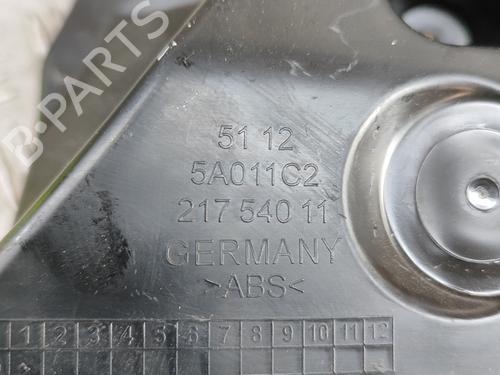 B-PARTS
51 12
5A011C2
217 540 11
GERMANY
>ABS<
1 2 3 4 5 6 7 8 9 10 11 12